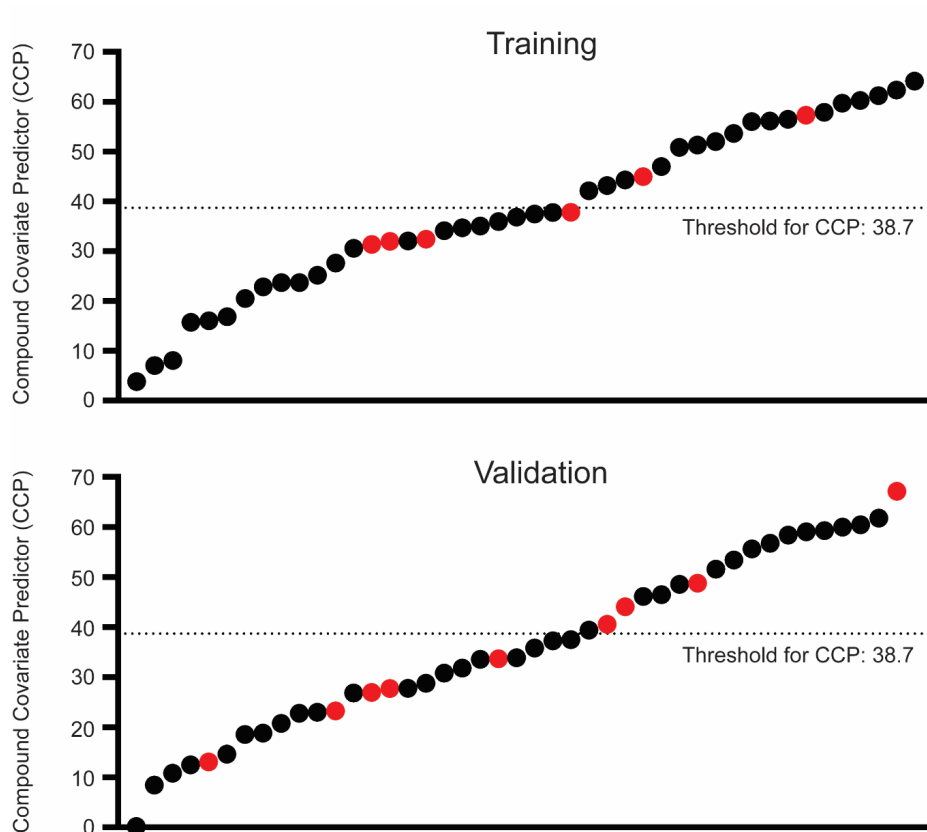 Training
Compound Covariate Predictor (CCP)
70
60
50
40
30
20
10
0
Threshold for CCP: 38.7
Validation
Compound Covariate Predictor (CCP)
70
60
50
40
30
20
10
0
Threshold for CCP: 38.7